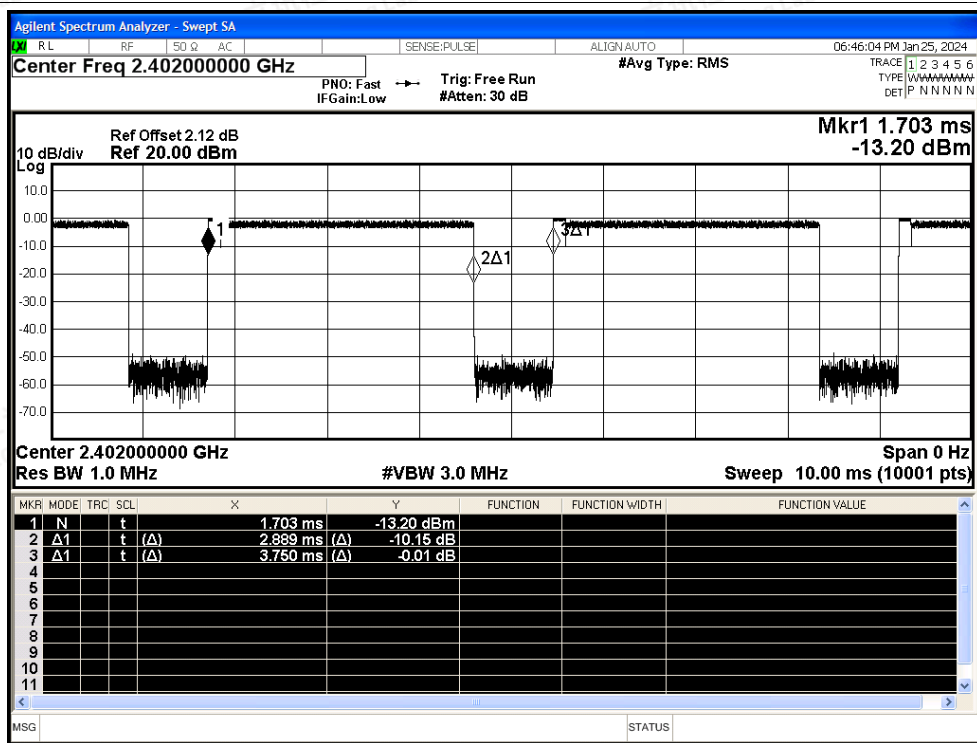 Agilent Spectrum Analyzer - Swept SA
LXI RL RF 50 Ω AC SENSE:PULSE ALIGN AUTO 06:46:04 PM Jan 25, 2024
Center Freq 2.402000000 GHz #Avg Type: RMS TRACE 1 2 3 4 5 6
PNO: Fast Trig: Free Run TYPE WWWWWW
IFGain:Low #Atten: 30 dB DET P N N N N N
Mkr1 1.703 ms
-13.20 dBm
Ref Offset 2.12 dB
10 dB/div Ref 20.00 dBm
Log
10.0
0.00
1 3Δ1
-10.0
2Δ1
-20.0
-30.0
-40.0
-50.0
-60.0
-70.0
Center 2.402000000 GHz Span 0 Hz
Res BW 1.0 MHz #VBW 3.0 MHz Sweep 10.00 ms (10001 pts)
MKR MODE TRC SCL X Y FUNCTION FUNCTION WIDTH FUNCTION VALUE
1 N t 1.703 ms -13.20 dBm
2 Δ1 t (Δ) 2.889 ms (Δ) -10.15 dB
3 Δ1 t (Δ) 3.750 ms (Δ) -0.01 dB
4
5
6
7
8
9
10
11
MSG STATUS